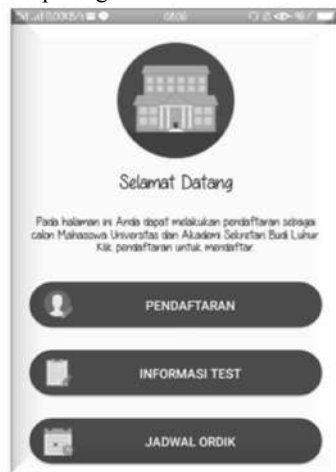 Selamat Datang
Pada halaman ini Anda dapat melakukan pendaftaran sebagai
calon Mahasiswa Universitas dan Akademi Sekretari Budi Luhur
Klik pendaftaran untuk mendaftar.
PENDAFTARAN
INFORMASI TEST
JADWAL ORDIK